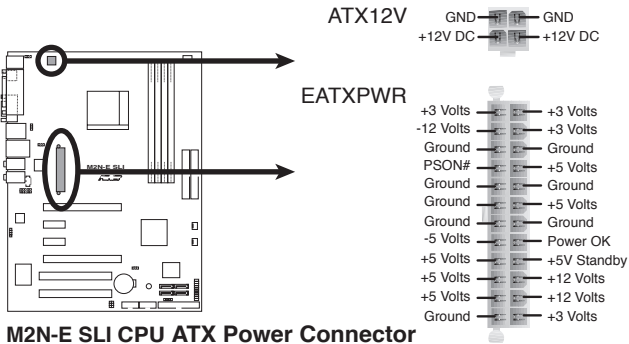 ATX12V
GND GND
+12V DC +12V DC
EATXPWR
+3 Volts +3 Volts
-12 Volts +3 Volts
Ground Ground
PSON# +5 Volts
Ground Ground
Ground +5 Volts
Ground Ground
-5 Volts Power OK
+5 Volts +5V Standby
+5 Volts +12 Volts
+5 Volts +12 Volts
Ground +3 Volts
M2N-E SLI
ASUS
M2N-E SLI CPU ATX Power Connector